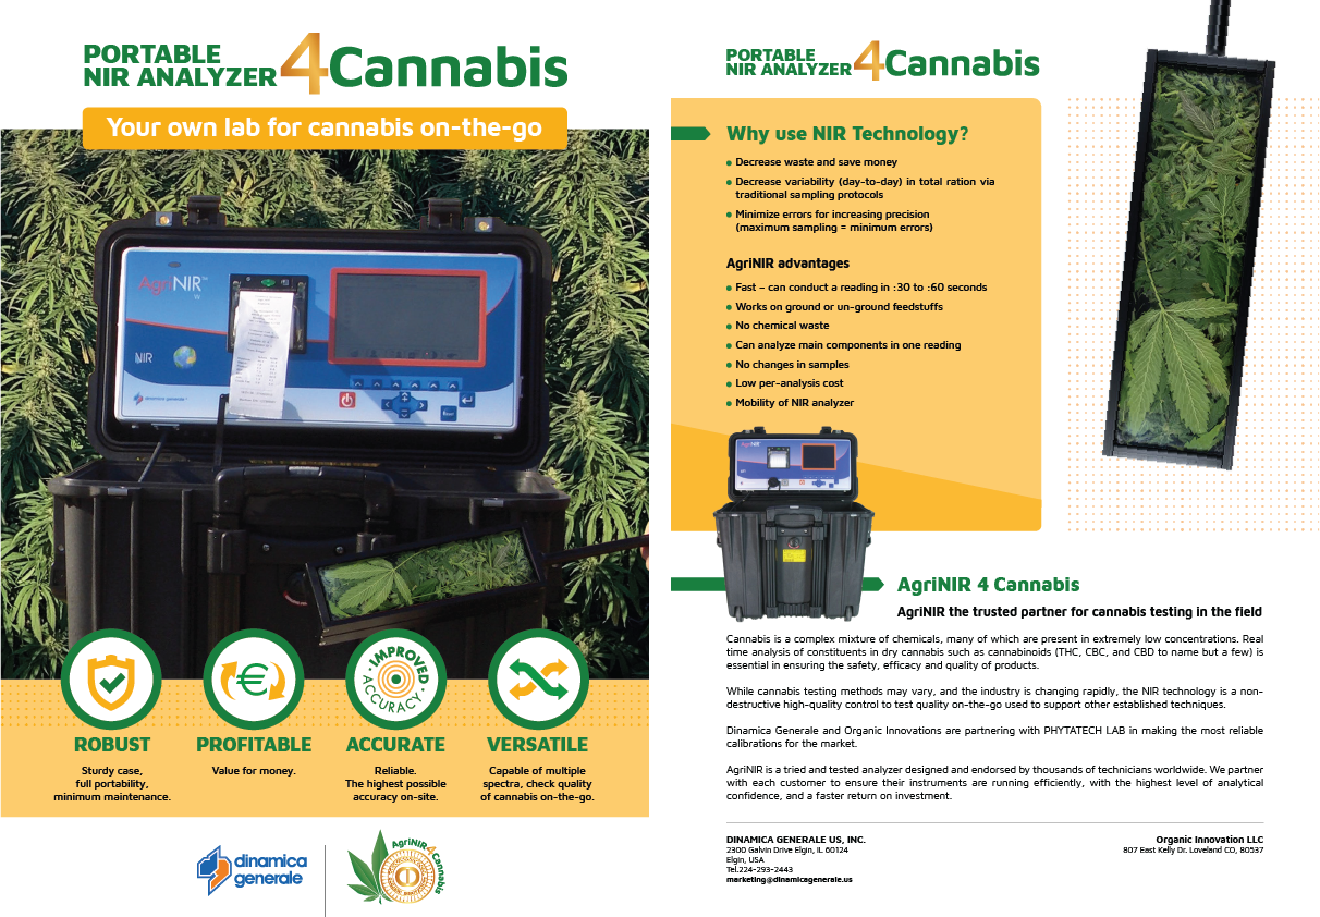 PORTABLE
NIR ANALYZER
4Cannabis
Your own lab for cannabis on-the-go
AgriNIR™
NIR
dinamica generale
IMPROVED
ACCURACY
ROBUST
Sturdy case,
full portability,
minimum maintenance.
PROFITABLE
Value for money.
ACCURATE
Reliable.
The highest possible
accuracy on-site.
VERSATILE
Capable of multiple
spectra, check quality
of cannabis on-the-go.
dinamica
generale
AgriNIR4Cannabis
PORTABLE
NIR ANALYZER
4Cannabis
Why use NIR Technology?
Decrease waste and save money
Decrease variability (day-to-day) in total ration via
traditional sampling protocols
Minimize errors for increasing precision
(maximum sampling = minimum errors)
AgriNIR advantages
Fast – can conduct a reading in :30 to :60 seconds
Works on ground or un-ground feedstuffs
No chemical waste
Can analyze main components in one reading
No changes in samples
Low per-analysis cost
Mobility of NIR analyzer
AgriNIR
AgriNIR 4 Cannabis
AgriNIR the trusted partner for cannabis testing in the field
Cannabis is a complex mixture of chemicals, many of which are present in extremely low concentrations. Real
time analysis of constituents in dry cannabis such as cannabinoids (THC, CBC, and CBD to name but a few) is
essential in ensuring the safety, efficacy and quality of products.
While cannabis testing methods may vary, and the industry is changing rapidly, the NIR technology is a non-
destructive high-quality control to test quality on-the-go used to support other established techniques.
Dinamica Generale and Organic Innovations are partnering with PHYTATECH LAB in making the most reliable
calibrations for the market.
AgriNIR is a tried and tested analyzer designed and endorsed by thousands of technicians worldwide. We partner
with each customer to ensure their instruments are running efficiently, with the highest level of analytical
confidence, and a faster return on investment.
DINAMICA GENERALE US, INC.
2300 Galvin Drive Elgin, IL 60124
Elgin, USA.
Tel. 224-293-2443
marketing@dinamicagenerale.us
Organic Innovation LLC
807 East Kelly Dr. Loveland CO, 80537